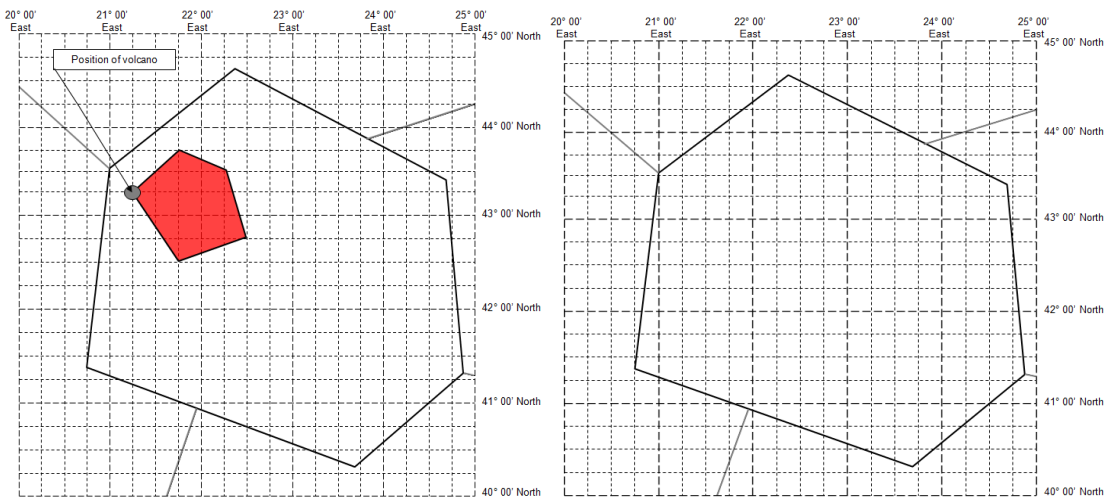 20° 00' 21° 00' 22° 00' 23° 00' 24° 00' 25° 00'
East East East East East East
45° 00' North
Position of volcano
44° 00' North
43° 00' North
42° 00' North
41° 00' North
40° 00' North
20° 00' 21° 00' 22° 00' 23° 00' 24° 00' 25° 00'
East East East East East East
45° 00' North
44° 00' North
43° 00' North
42° 00' North
41° 00' North
40° 00' North